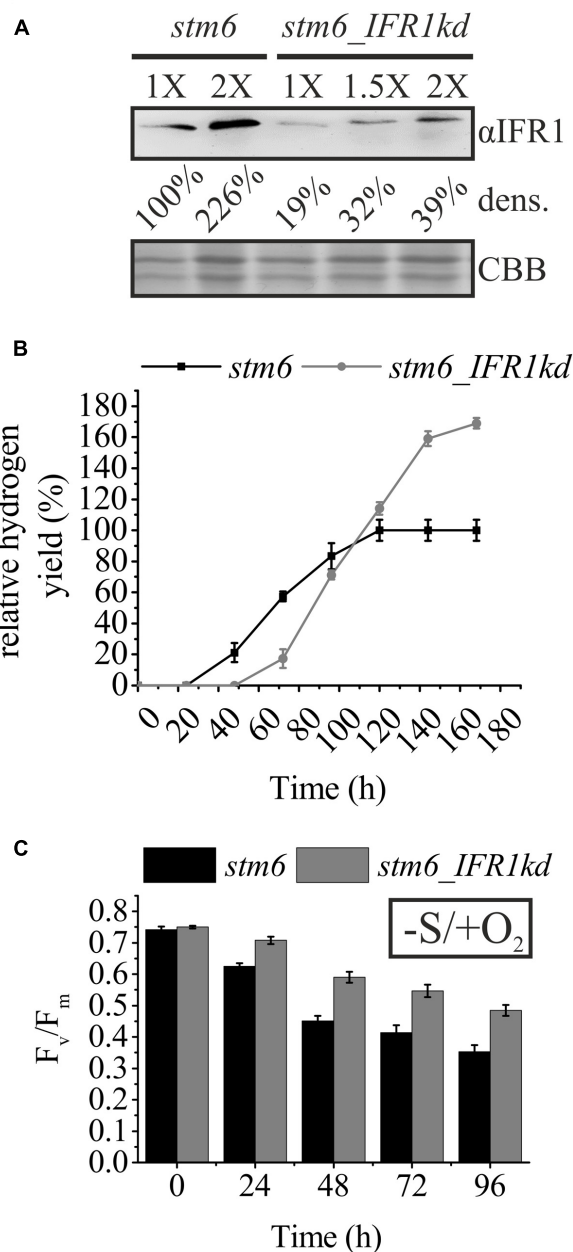 A
stm6 stm6_IFR1kd
1X 2X 1X 1.5X 2X
αIFR1
100% 226% 19% 32% 39% dens.
CBB
B
stm6 stm6_IFR1kd
relative hydrogen
yield (%)
180
160
140
120
100
80
60
40
20
0
0 20 40 60 80 100 120 140 160 180
Time (h)
C
stm6 stm6_IFR1kd
-S/+O₂
Fv/Fm
0.8
0.7
0.6
0.5
0.4
0.3
0.2
0.1
0.0
0 24 48 72 96
Time (h)